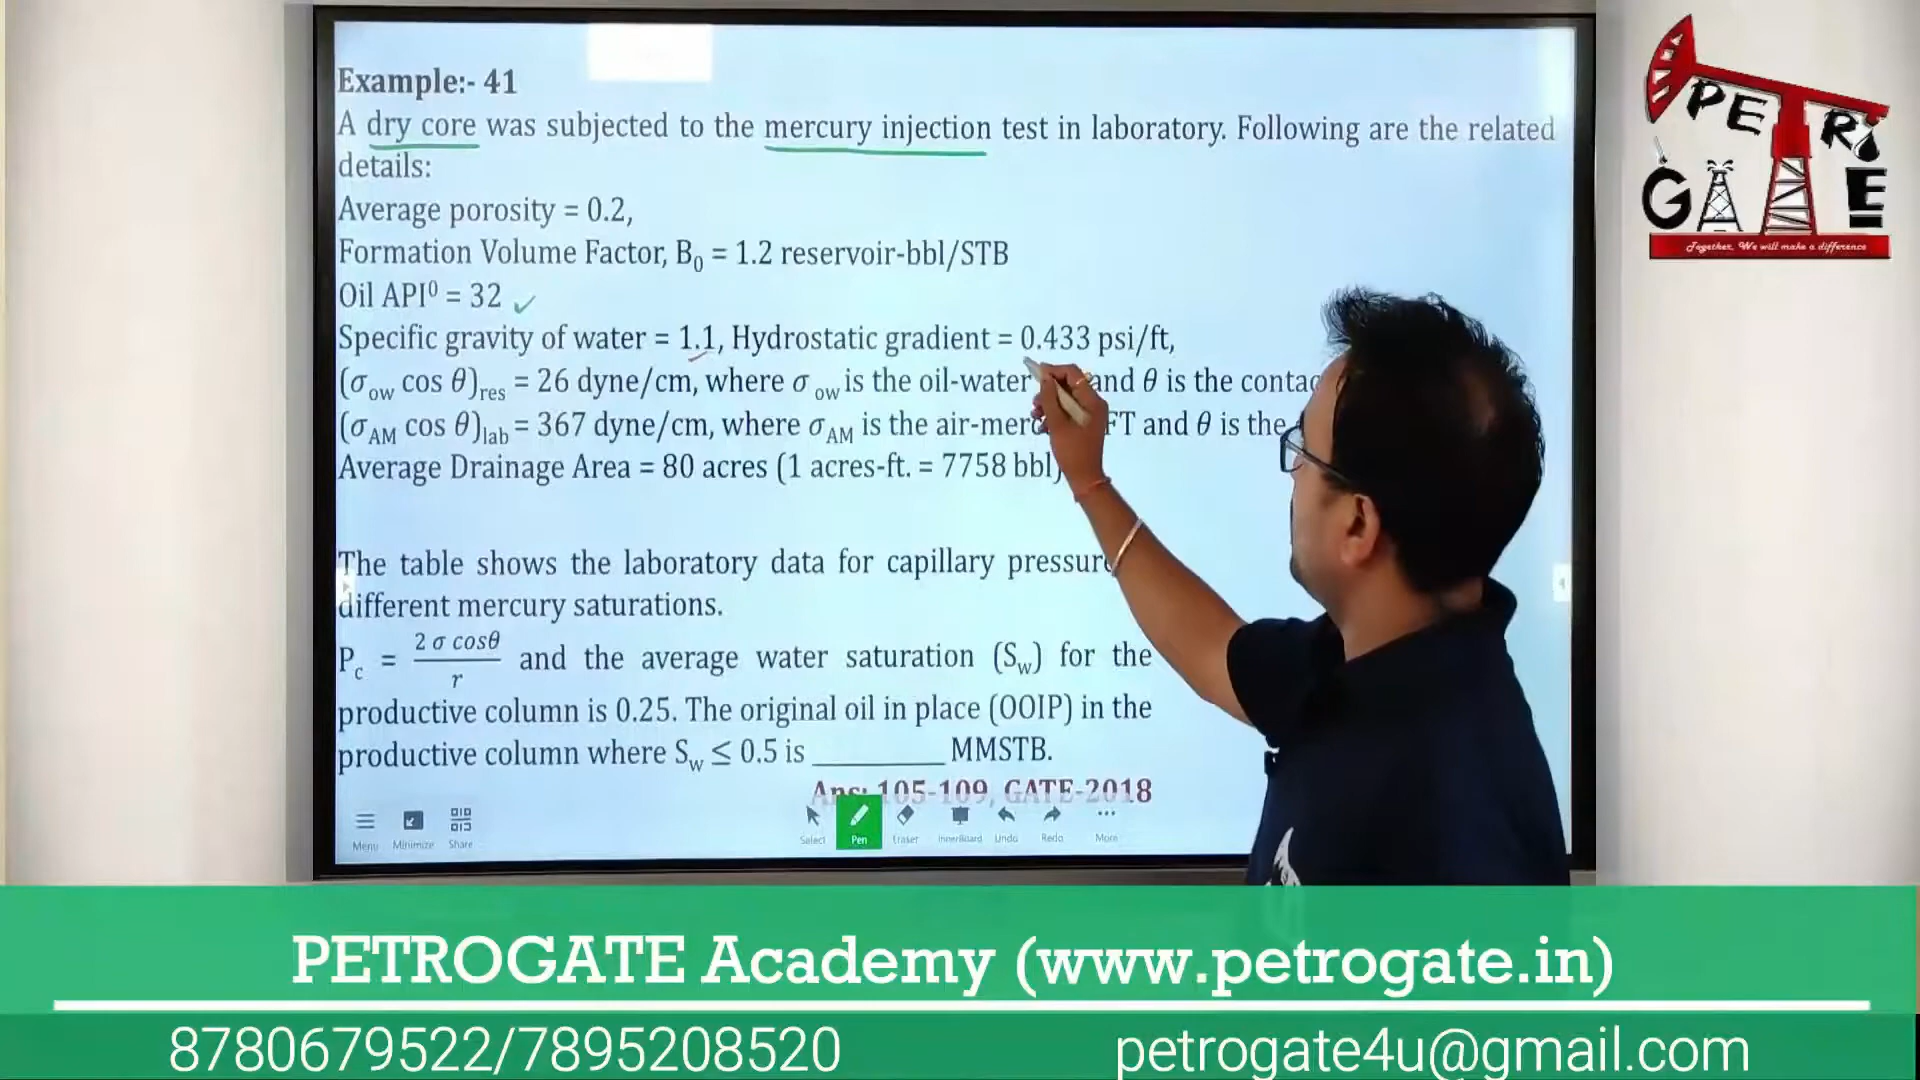 Example:- 41
A dry core was subjected to the mercury injection test in laboratory. Following are the related
details:
Average porosity = 0.2,
Formation Volume Factor, B₀ = 1.2 reservoir-bbl/STB
Oil API⁰ = 32 ✓
Specific gravity of water = 1.1, Hydrostatic gradient = 0.433 psi/ft,
(σow cos θ)res = 26 dyne/cm, where σ ow is the oil-water and θ is the
(σAM cos θ)lab = 367 dyne/cm, where σAM is the FT and θ is the
Average Drainage Area = 80 acres (1 acres-ft. = 7758 bbl)
The table shows the laboratory data for capillary
different mercury saturations.
Pc = 2 σ cosθ / r and the average water saturation (Sw) for the
productive column is 0.25. The original oil in place (OOIP) in the
productive column where Sw ≤ 0.5 is ________ MMSTB.
Ans: 105-109, GATE-2018
Menu Minimize Share Select Pen Eraser Undo Redo More
PETRO
GATE
Together, We will make a difference
PETROGATE Academy (www.petrogate.in)
8780679522/7895208520 petrogate4u@gmail.com